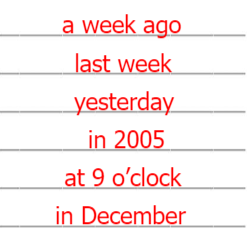 a week ago
last week
yesterday
in 2005
at 9 o’clock
in December